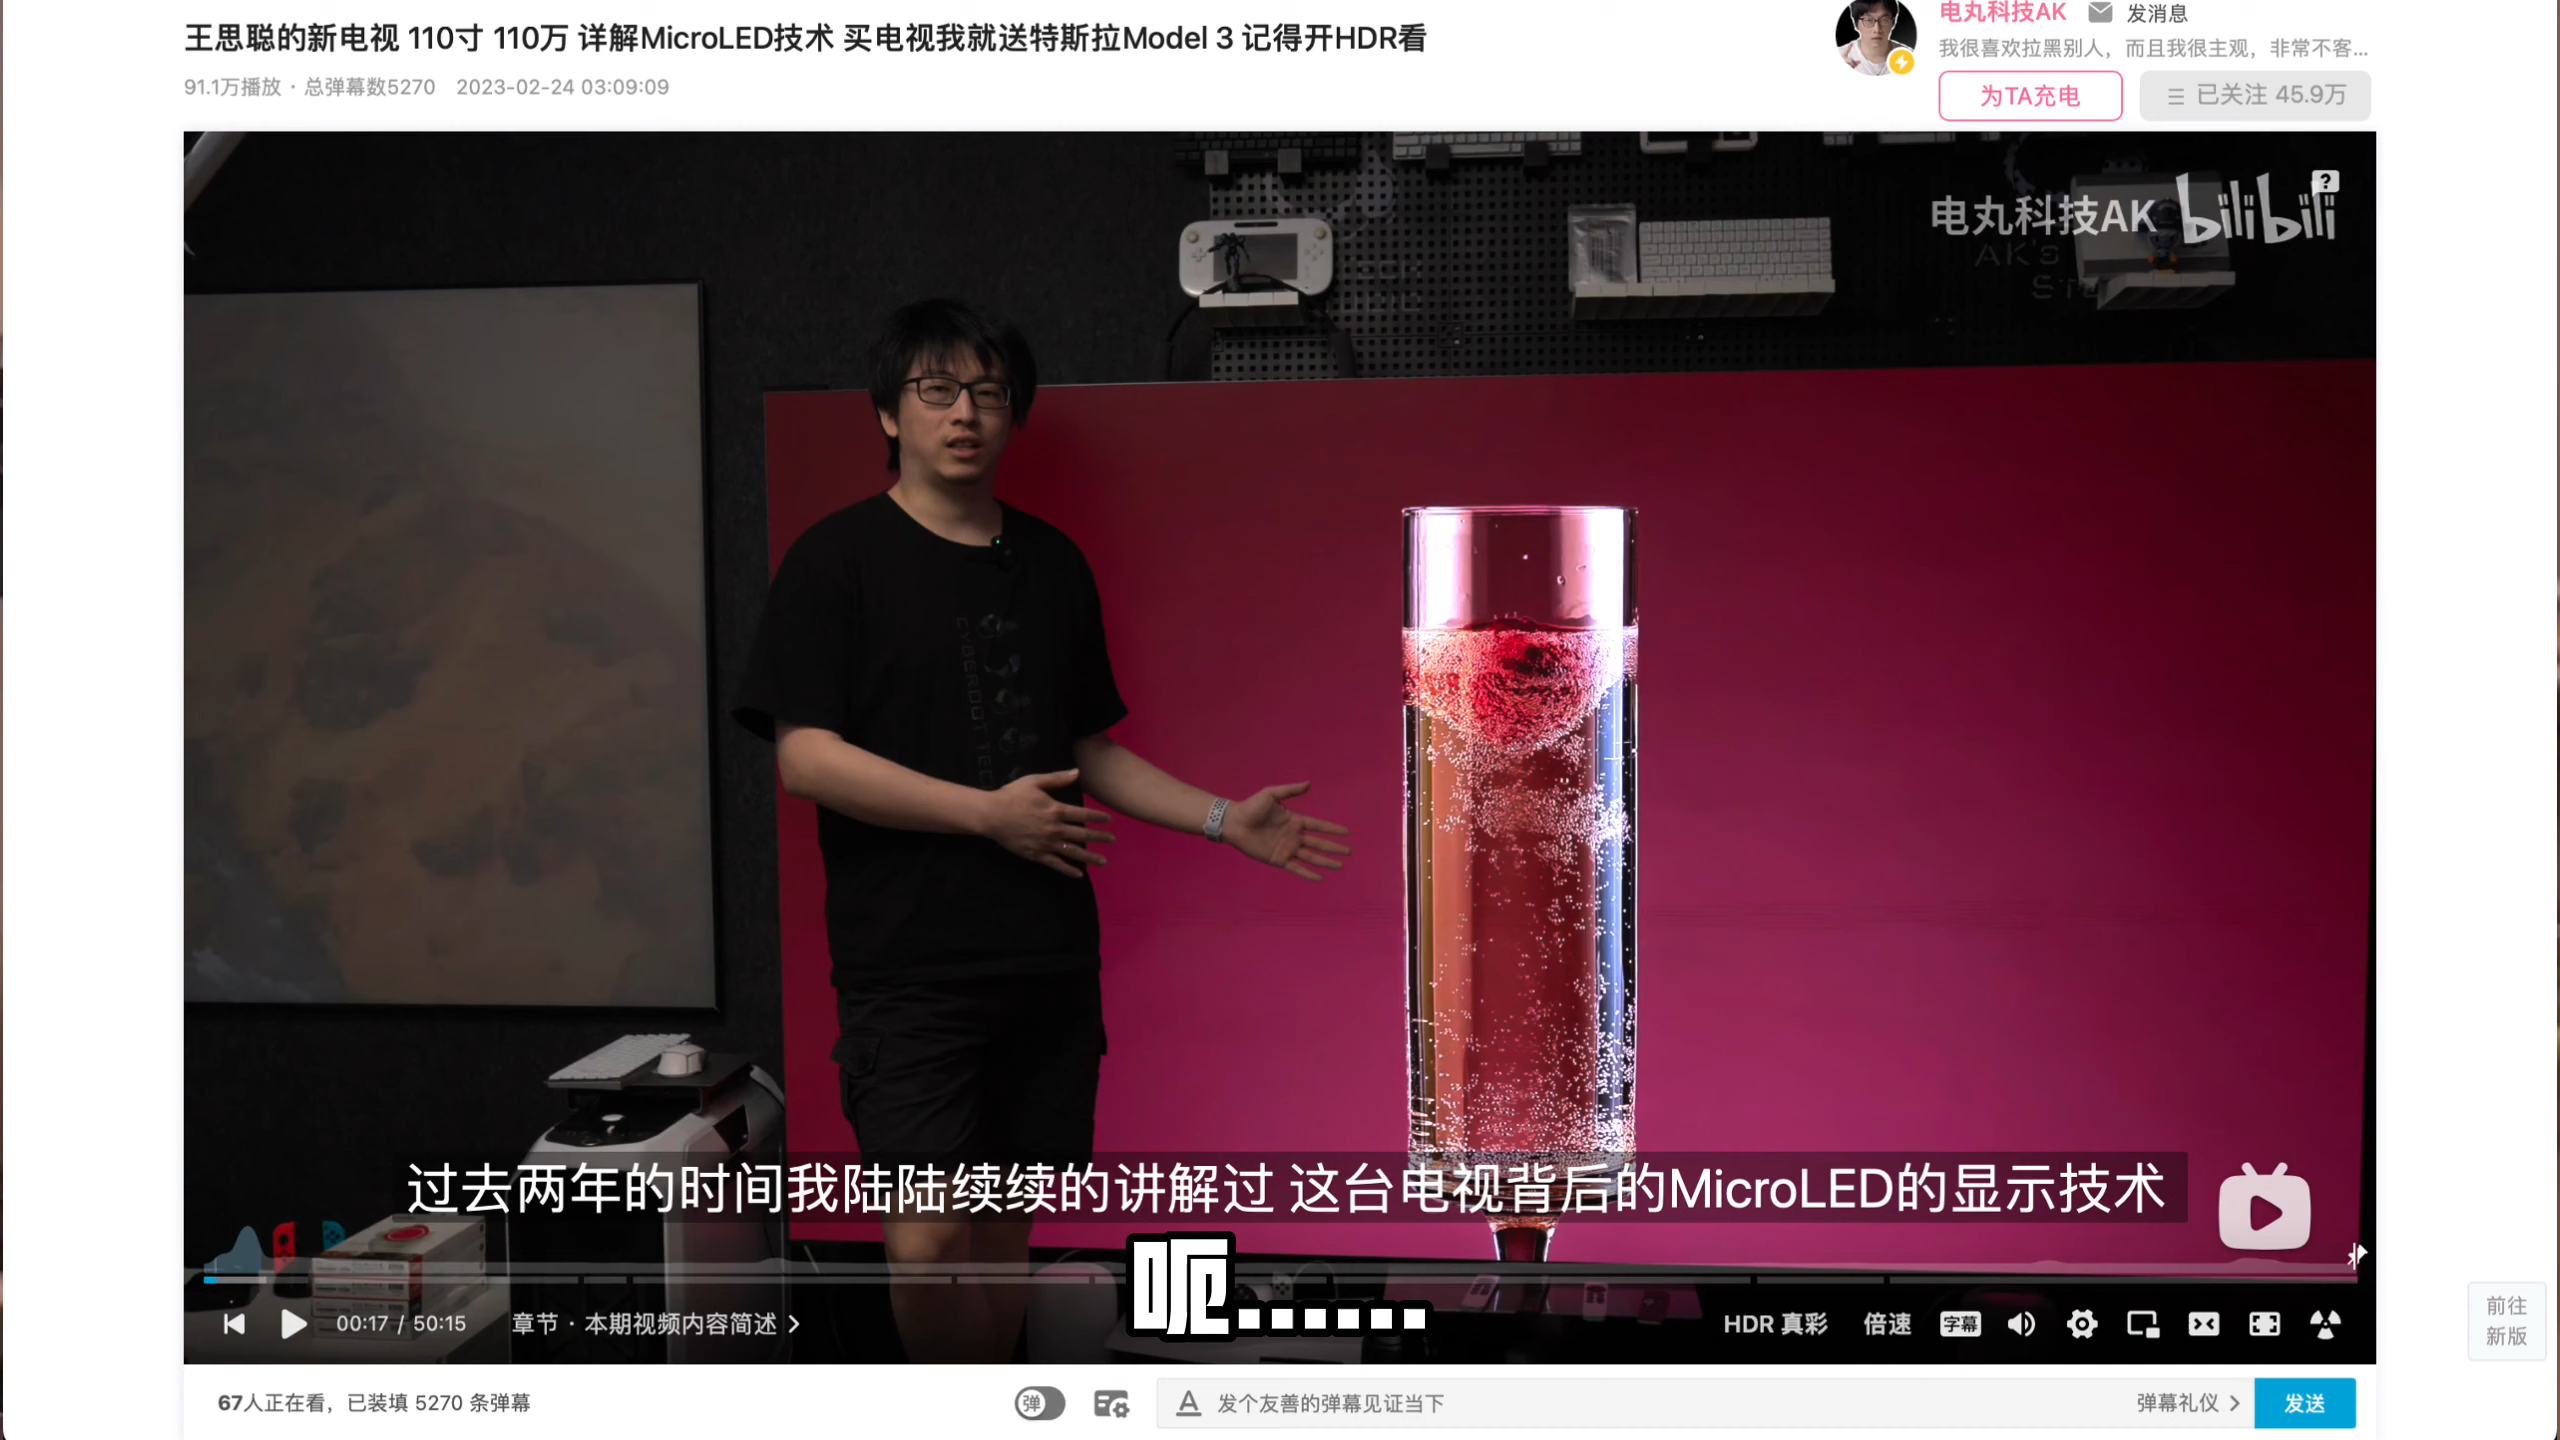 王思聪的新电视 110寸 110万 详解MicroLED技术 买电视我就送特斯拉Model 3 记得开HDR看
91.1万播放 · 总弹幕数5270 2023-02-24 03:09:09
电丸科技AK 发消息
我很喜欢拉黑别人，而且我很主观，非常不客...
为TA充电
已关注 45.9万
电丸科技AK bilibili
?
AK'S
CYBERDOT TEC
过去两年的时间我陆陆续续的讲解过 这台电视背后的MicroLED的显示技术
呃......
00:17 / 50:15 章节 · 本期视频内容简述
HDR 真彩 倍速 字幕
前往
新版
67人正在看，已装填 5270 条弹幕
弹
A 发个友善的弹幕见证当下
弹幕礼仪
发送